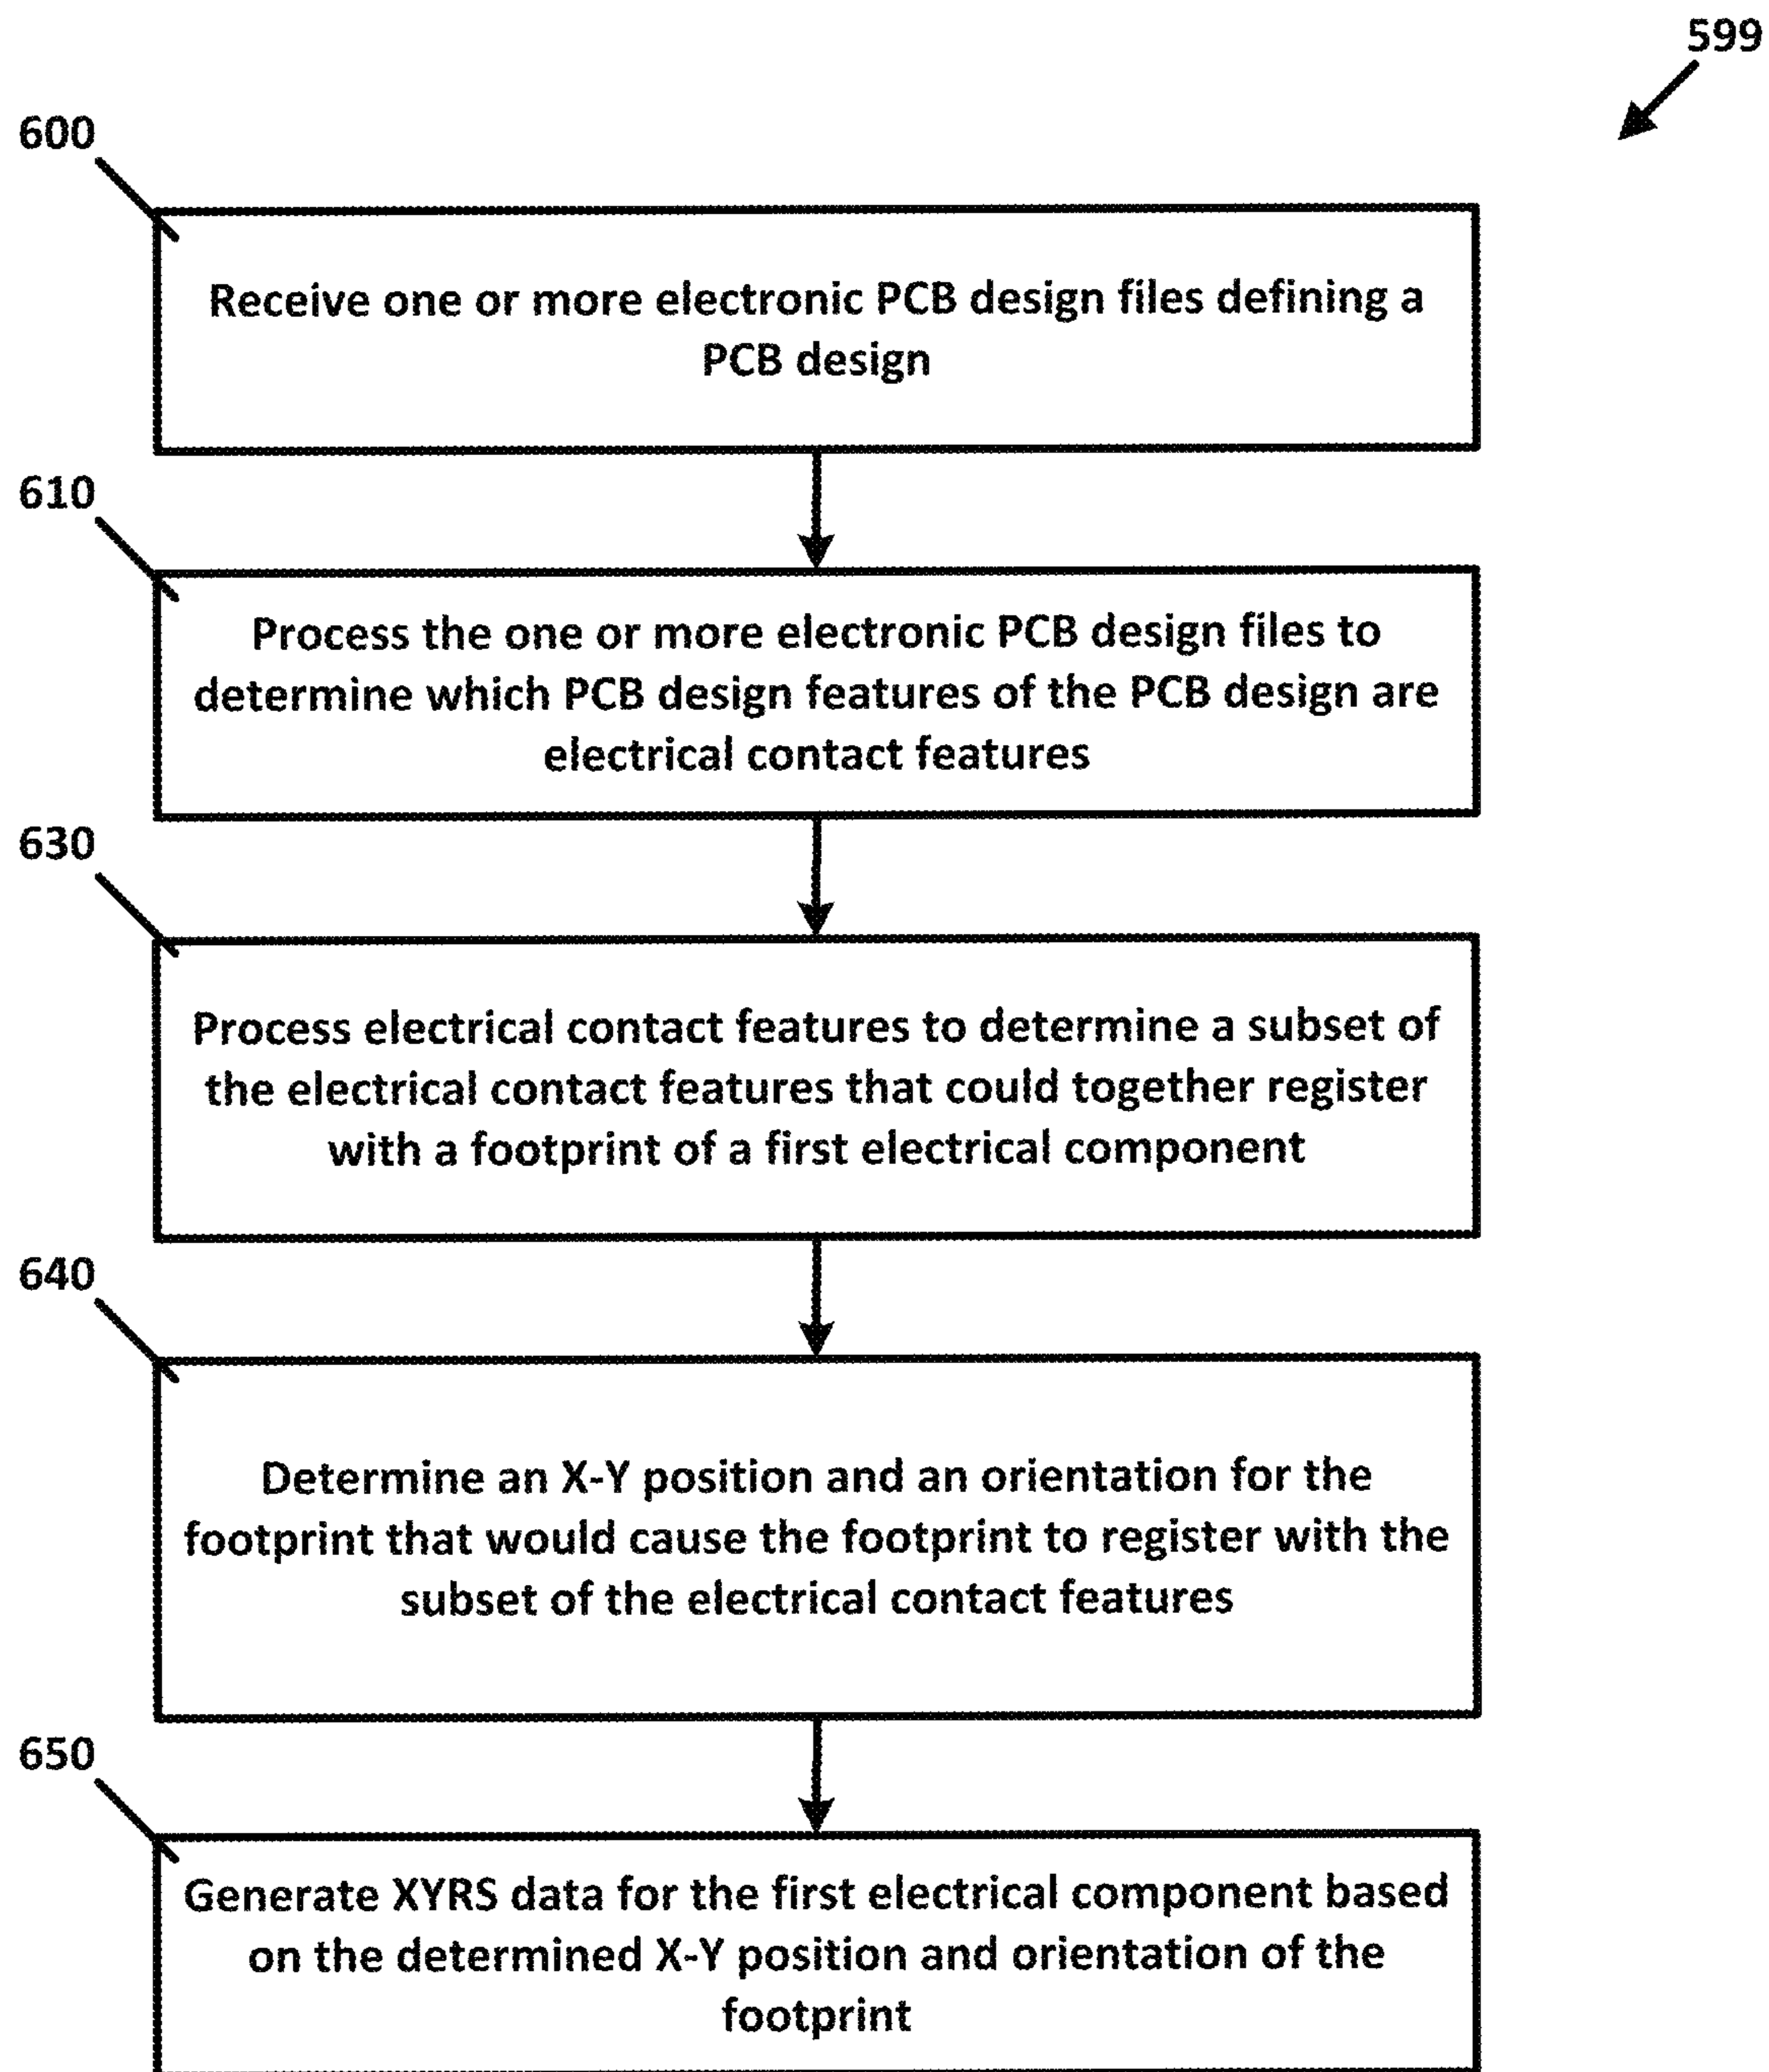 599
600
Receive one or more electronic PCB design files defining a
PCB design
610
Process the one or more electronic PCB design files to
determine which PCB design features of the PCB design are
electrical contact features
630
Process electrical contact features to determine a subset of
the electrical contact features that could together register
with a footprint of a first electrical component
640
Determine an X-Y position and an orientation for the
footprint that would cause the footprint to register with the
subset of the electrical contact features
650
Generate XYRS data for the first electrical component based
on the determined X-Y position and orientation of the
footprint